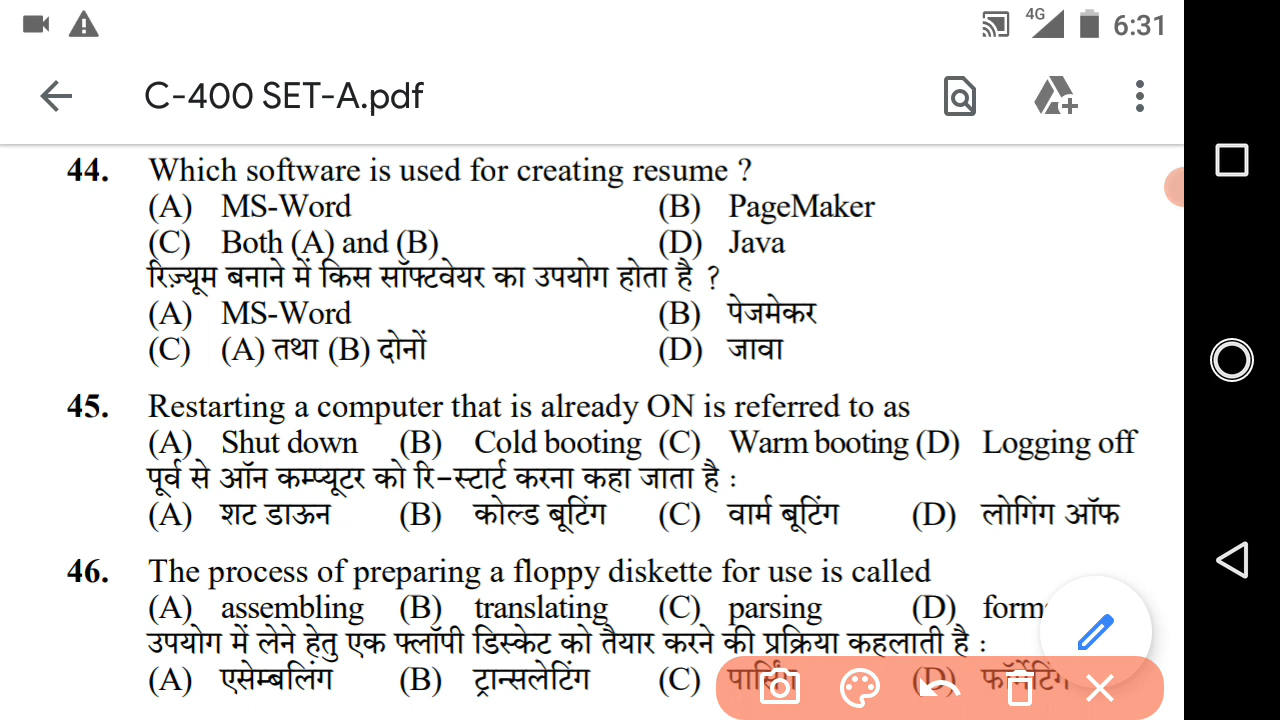 4G 6:31
C-400 SET-A.pdf
44. Which software is used for creating resume ?
(A) MS-Word (B) PageMaker
(C) Both (A) and (B) (D) Java
रिज़्यूम बनाने में किस सॉफ्टवेयर का उपयोग होता है ?
(A) MS-Word (B) पेजमेकर
(C) (A) तथा (B) दोनों (D) जावा
45. Restarting a computer that is already ON is referred to as
(A) Shut down (B) Cold booting (C) Warm booting (D) Logging off
पूर्व से ऑन कम्प्यूटर को रि-स्टार्ट करना कहा जाता है :
(A) शट डाऊन (B) कोल्ड बूटिंग (C) वार्म बूटिंग (D) लोगिंग ऑफ
46. The process of preparing a floppy diskette for use is called
(A) assembling (B) translating (C) parsing (D)
उपयोग में लेने हेतु एक फ्लॉपी डिस्केट को तैयार करने की प्रक्रिया कहलाती है :
(A) एसेम्बलिंग (B) ट्रान्सलेटिंग (C) पार्सिंग (D) फॉर्मेटिंग